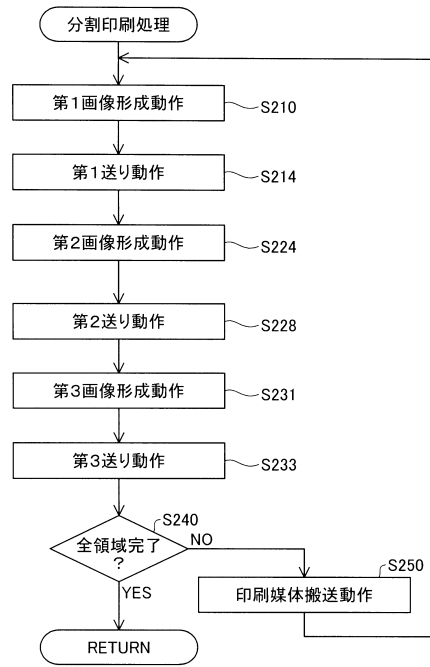 分割印刷処理
第1画像形成動作
S210
第1送り動作
S214
第2画像形成動作
S224
第2送り動作
S228
第3画像形成動作
S231
第3送り動作
S233
S240
全領域完了
?
NO
YES
S250
印刷媒体搬送動作
RETURN